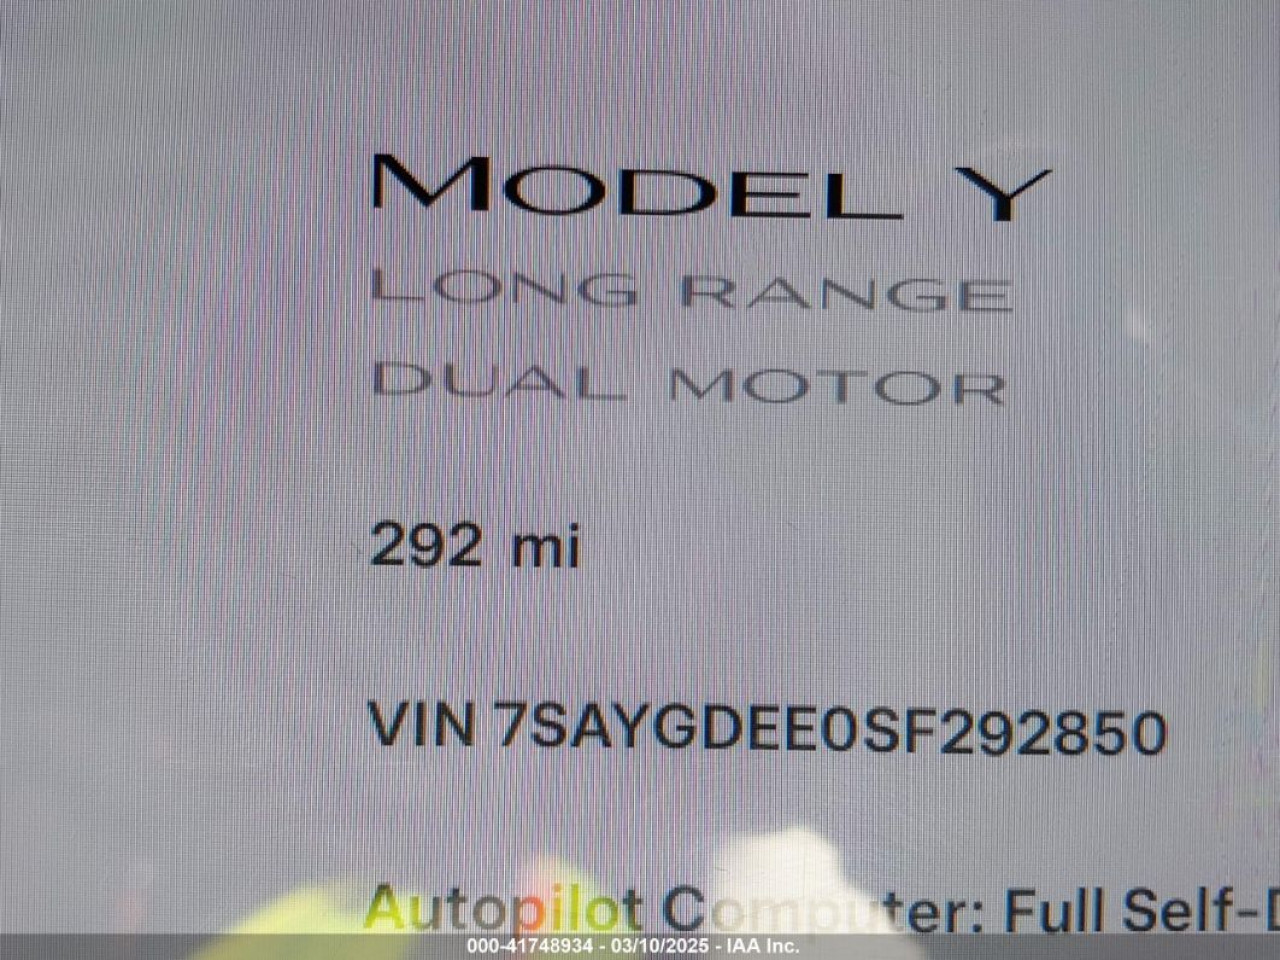 MODEL Y
LONG RANGE
DUAL MOTOR
292 mi
VIN 7SAYGDEE0SF292850
Autopilot Computer: Full Self-D
000-41748934 - 03/10/2025 - IAA Inc.